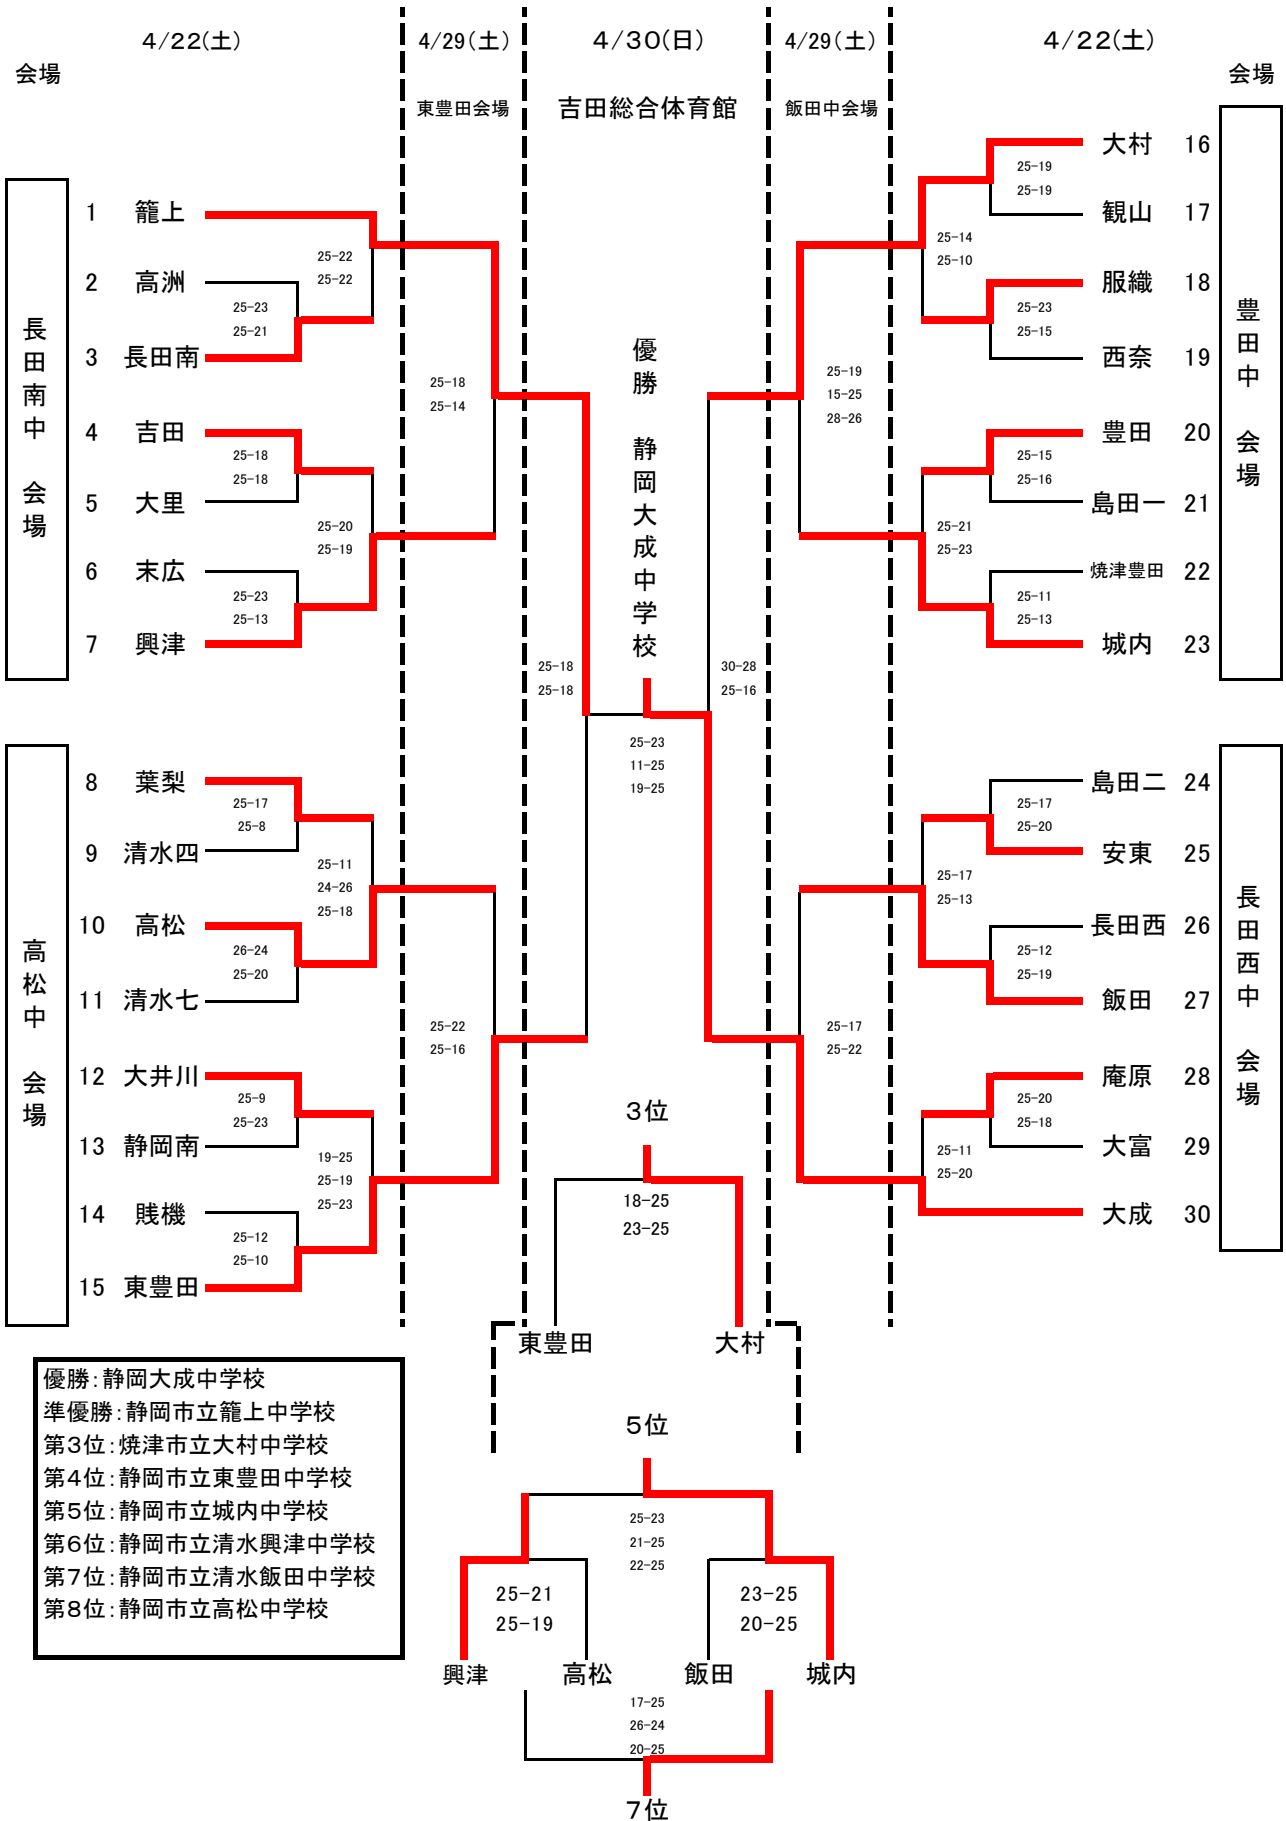 4/22(土)
4/29(土)
4/30(日)
4/29(土)
4/22(土)
会場
会場
東豊田会場
吉田総合体育館
飯田中会場
長田南中　会場
1 籠上
2 高洲
3 長田南
4 吉田
5 大里
6 末広
7 興津
25-22
25-22
25-23
25-21
25-18
25-18
25-20
25-19
25-23
25-13
25-18
25-14
高松中　会場
8 葉梨
9 清水四
10 高松
11 清水七
12 大井川
13 静岡南
14 賎機
15 東豊田
25-17
25-8
25-11
24-26
25-18
26-24
25-20
25-9
25-23
19-25
25-19
25-23
25-12
25-10
25-22
25-16
25-18
25-18
優勝　静岡大成中学校
25-23
11-25
19-25
30-28
25-16
豊田中　会場
大村 16
観山 17
服織 18
西奈 19
豊田 20
島田一 21
焼津豊田 22
城内 23
25-19
25-19
25-14
25-10
25-23
25-15
25-19
15-25
28-26
25-15
25-16
25-21
25-23
25-11
25-13
長田西中　会場
島田二 24
安東 25
長田西 26
飯田 27
庵原 28
大富 29
大成 30
25-17
25-20
25-17
25-13
25-12
25-19
25-17
25-22
25-20
25-18
25-11
25-20
3位
18-25
23-25
東豊田
大村
優勝:静岡大成中学校
準優勝:静岡市立籠上中学校
第3位:焼津市立大村中学校
第4位:静岡市立東豊田中学校
第5位:静岡市立城内中学校
第6位:静岡市立清水興津中学校
第7位:静岡市立清水飯田中学校
第8位:静岡市立高松中学校
5位
25-23
21-25
22-25
25-21
25-19
23-25
20-25
興津
高松
飯田
城内
17-25
26-24
20-25
7位